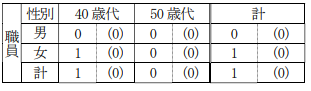 職員 性別 40歳代 50歳代 計
男 0 (0) 0 (0) 0 (0)
女 1 (0) 0 (0) 1 (0)
計 1 (0) 0 (0) 1 (0)